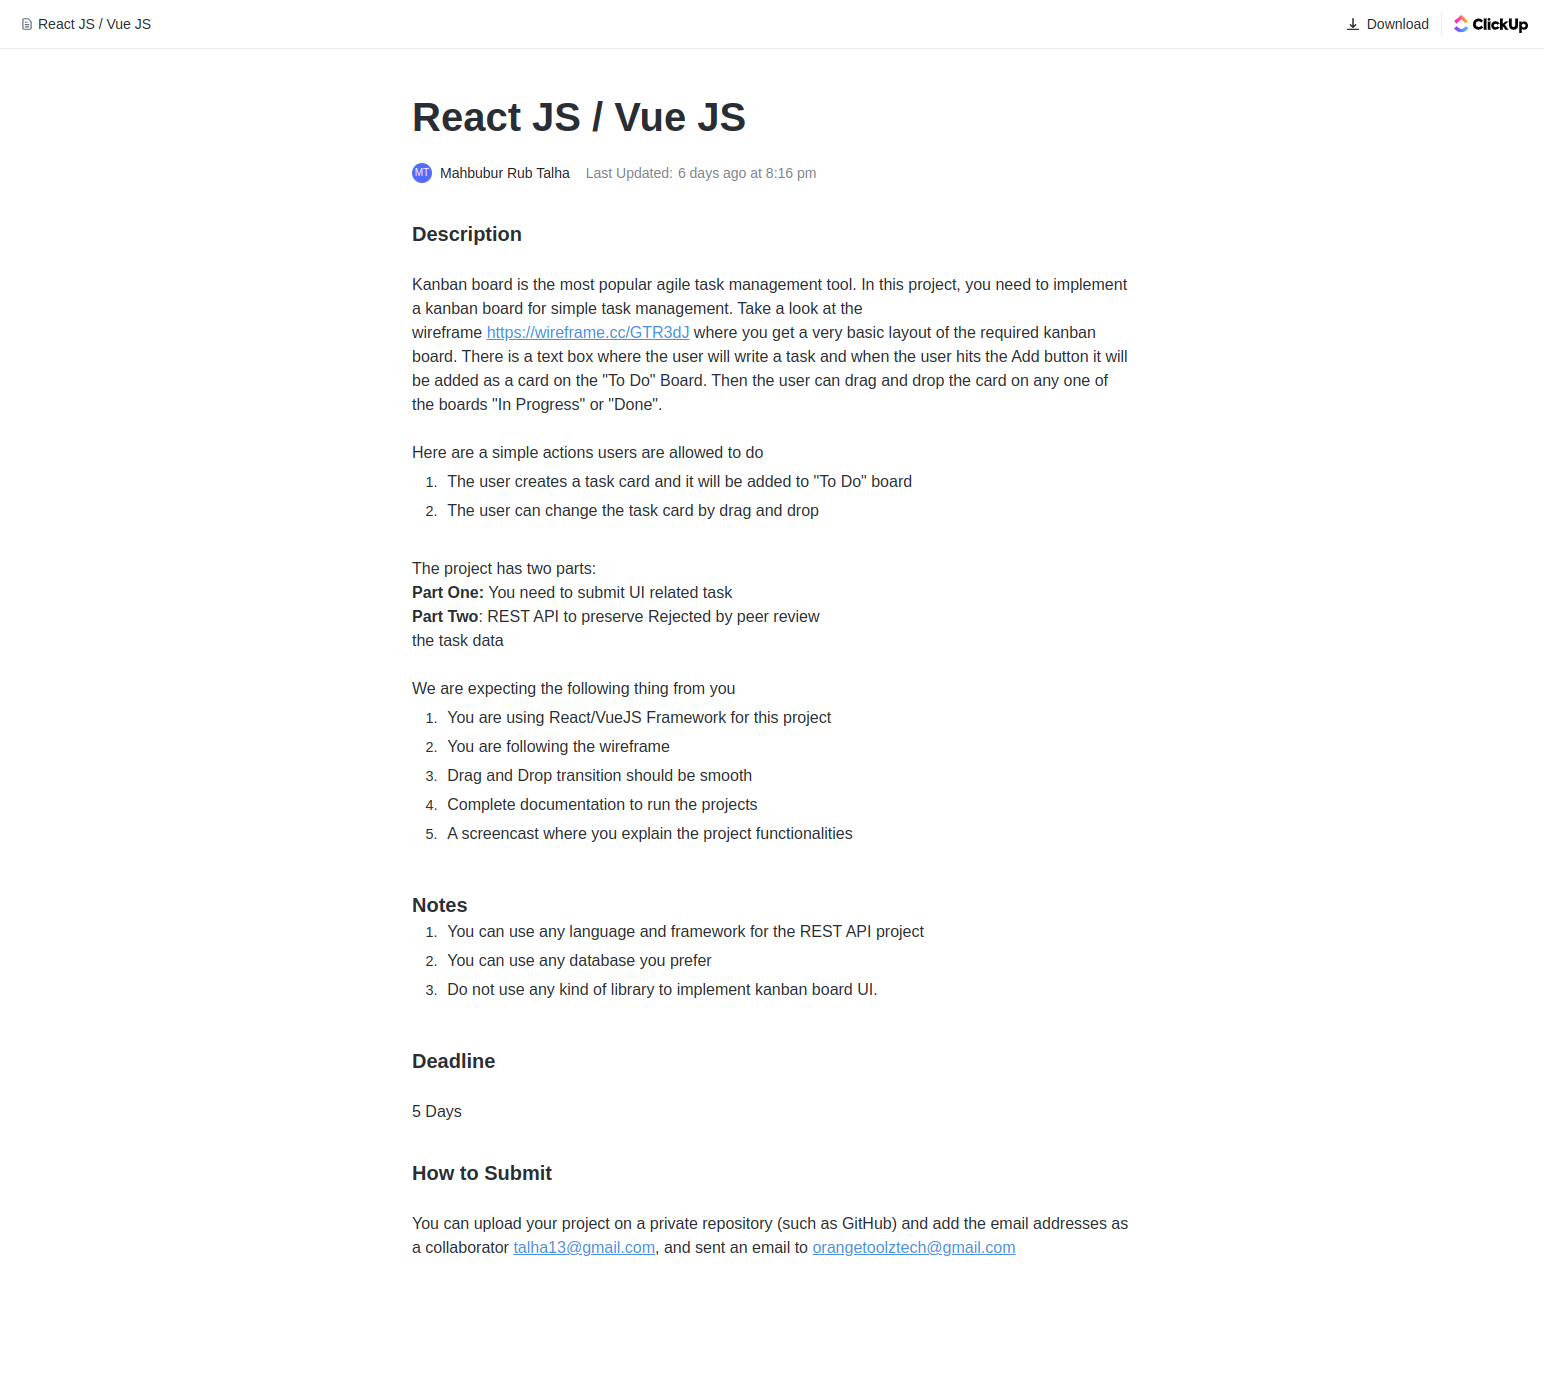 React JS / Vue JS
Download
ClickUp
React JS / Vue JS
MT Mahbubur Rub Talha Last Updated: 6 days ago at 8:16 pm
Description
Kanban board is the most popular agile task management tool. In this project, you need to implement
a kanban board for simple task management. Take a look at the
wireframe https://wireframe.cc/GTR3dJ where you get a very basic layout of the required kanban
board. There is a text box where the user will write a task and when the user hits the Add button it will
be added as a card on the "To Do" Board. Then the user can drag and drop the card on any one of
the boards "In Progress" or "Done".
Here are a simple actions users are allowed to do
1. The user creates a task card and it will be added to "To Do" board
2. The user can change the task card by drag and drop
The project has two parts:
Part One: You need to submit UI related task
Part Two: REST API to preserve Rejected by peer review
the task data
We are expecting the following thing from you
1. You are using React/VueJS Framework for this project
2. You are following the wireframe
3. Drag and Drop transition should be smooth
4. Complete documentation to run the projects
5. A screencast where you explain the project functionalities
Notes
1. You can use any language and framework for the REST API project
2. You can use any database you prefer
3. Do not use any kind of library to implement kanban board UI.
Deadline
5 Days
How to Submit
You can upload your project on a private repository (such as GitHub) and add the email addresses as
a collaborator talha13@gmail.com, and sent an email to orangetoolztech@gmail.com